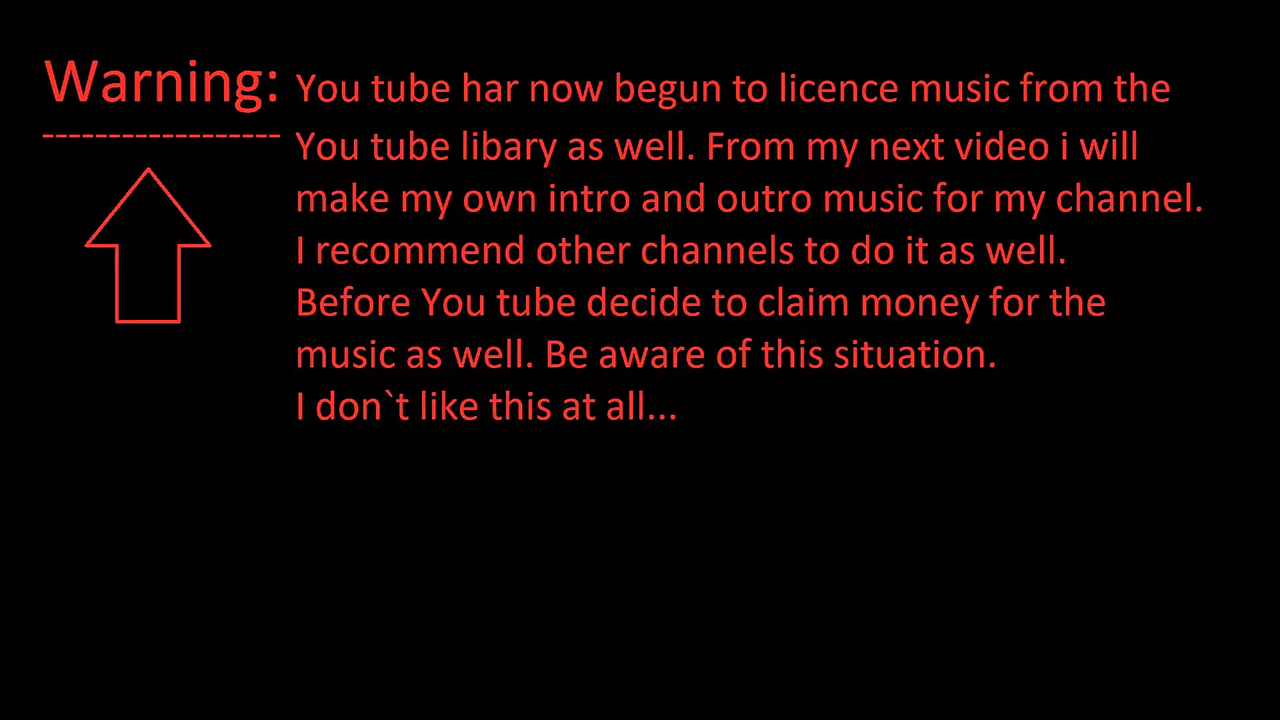 Warning: You tube har now begun to licence music from the
------------------
You tube libary as well. From my next video i will
make my own intro and outro music for my channel.
I recommend other channels to do it as well.
Before You tube decide to claim money for the
music as well. Be aware of this situation.
I don`t like this at all...